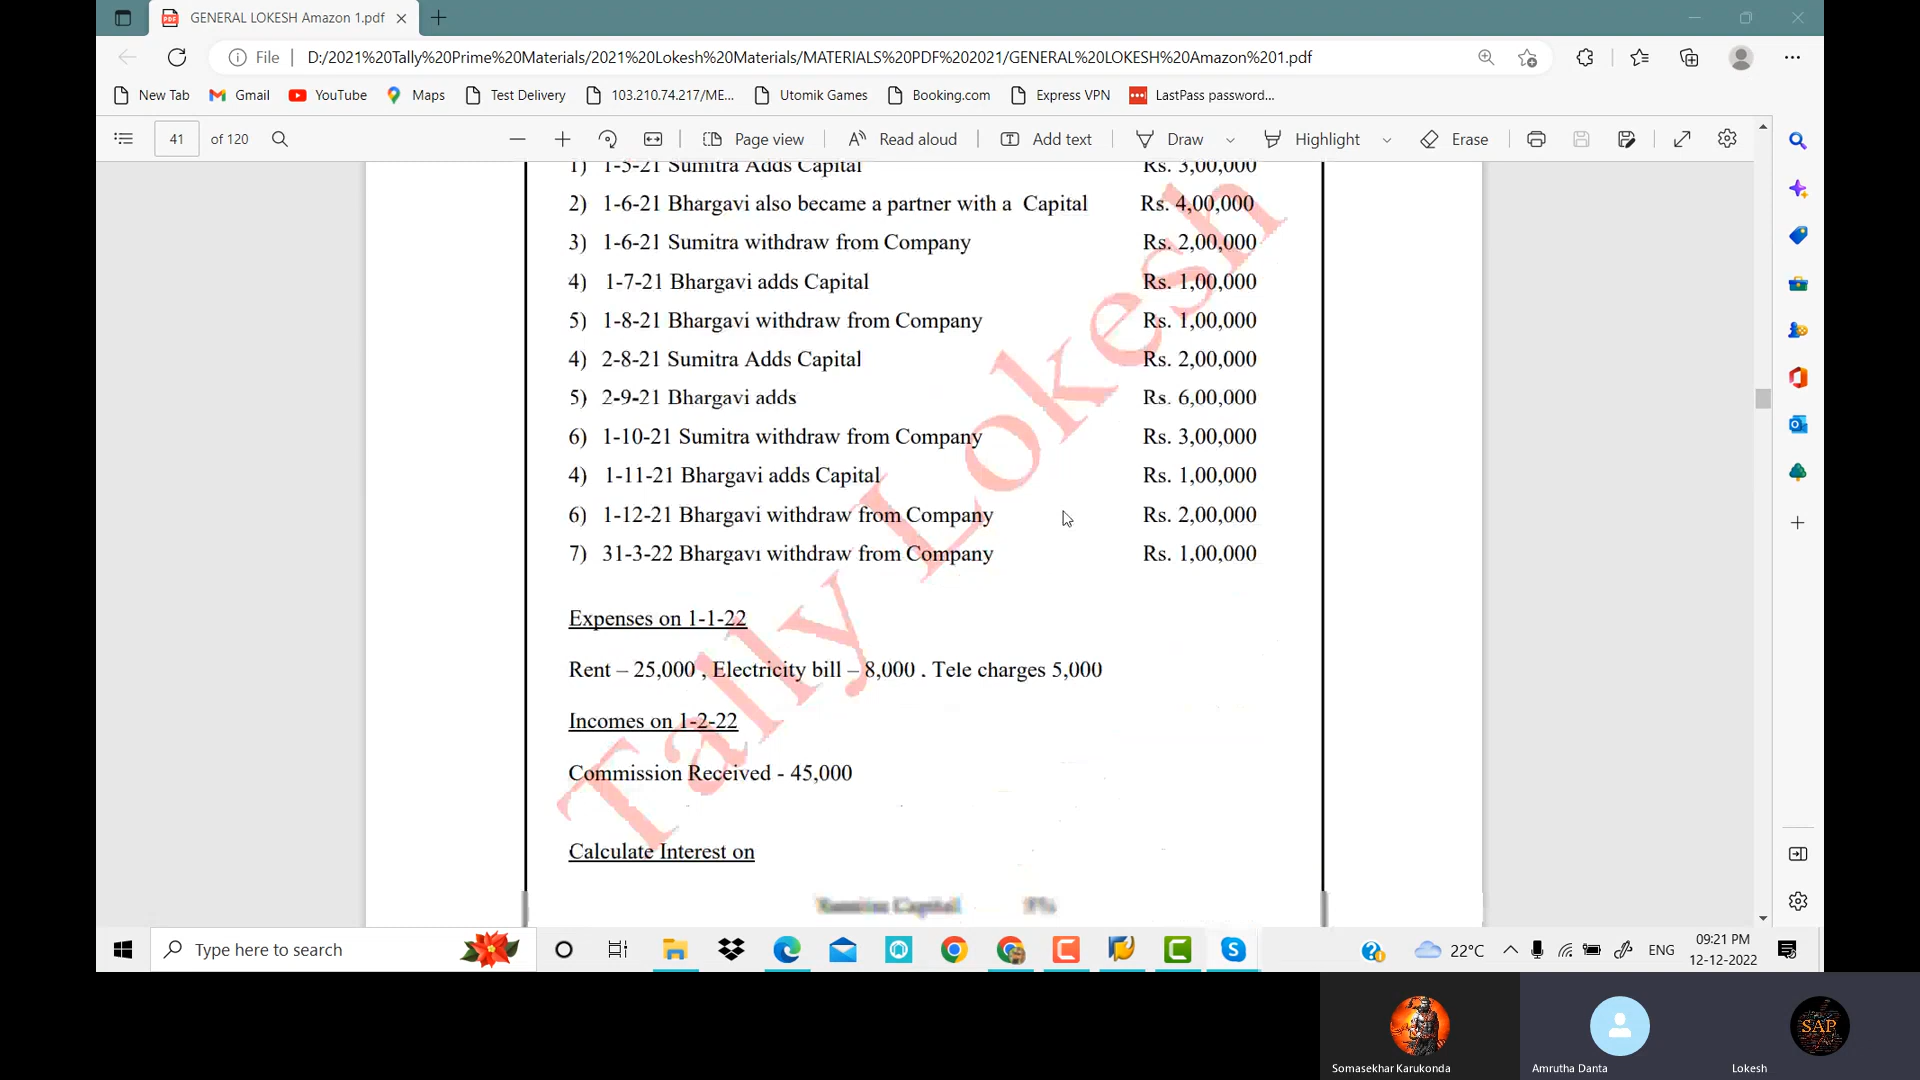 GENERAL LOKESH Amazon 1.pdf
File D:/2021%20Tally%20Prime%20Materials/2021%20Lokesh%20Materials/MATERIALS%20PDF%202021/GENERAL%20LOKESH%20Amazon%201.pdf
New Tab Gmail YouTube Maps Test Delivery 103.210.74.217/ME... Utomik Games Booking.com Express VPN LastPass password...
41 of 120 Page view Read aloud Add text Draw Highlight Erase
1) 1-5-21 Sumitra Adds Capital Rs. 3,00,000
2) 1-6-21 Bhargavi also became a partner with a Capital Rs. 4,00,000
3) 1-6-21 Sumitra withdraw from Company Rs. 2,00,000
4) 1-7-21 Bhargavi adds Capital Rs. 1,00,000
5) 1-8-21 Bhargavi withdraw from Company Rs. 1,00,000
4) 2-8-21 Sumitra Adds Capital Rs. 2,00,000
5) 2-9-21 Bhargavi adds Rs. 6,00,000
6) 1-10-21 Sumitra withdraw from Company Rs. 3,00,000
4) 1-11-21 Bhargavi adds Capital Rs. 1,00,000
6) 1-12-21 Bhargavi withdraw from Company Rs. 2,00,000
7) 31-3-22 Bhargavi withdraw from Company Rs. 1,00,000
Tally Lokesh
Expenses on 1-1-22
Rent – 25,000 , Electricity bill – 8,000 . Tele charges 5,000
Incomes on 1-2-22
Commission Received - 45,000
Calculate Interest on
Capital
Type here to search
22°C ENG 09:21 PM
12-12-2022
SAP
Somasekhar Karukonda Amrutha Danta Lokesh